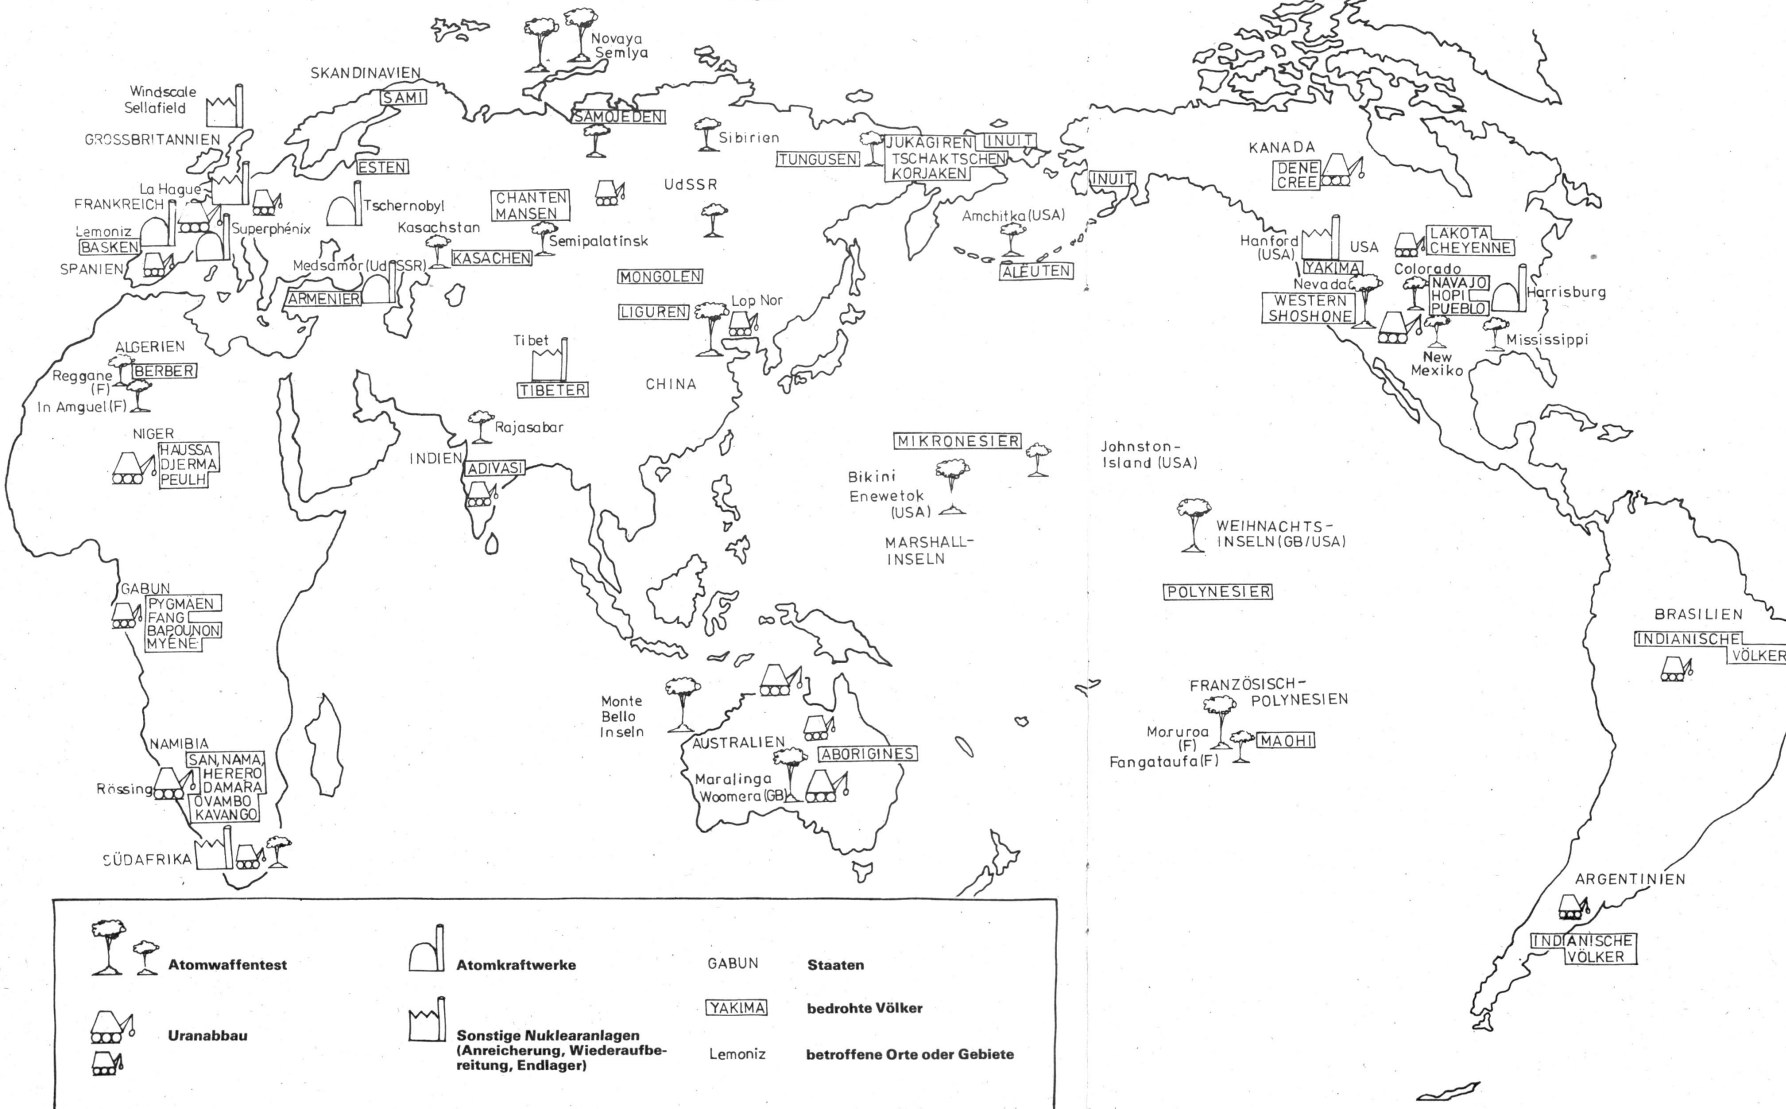 Novaya
Semlya
SKANDINAVIEN
SAMI
Windscale
Sellafield
GROSSBRITANNIEN
SAMOJEDEN
Sibirien
ESTEN
La Hague
FRANKREICH
Tschernobyl
Lemoniz
BASKEN
Superphénix
SPANIEN
CHANTEN
MANSEN
UdSSR
Kasachstan
Semipalatinsk
KASACHEN
Medsamor (UdSSR)
ARMENIER
TUNGUSEN
JUKAGIREN
TSCHAKTSCHEN
KORJAKEN
INUIT
INUIT
Amchitka (USA)
ALEUTEN
KANADA
DENE
CREE
Hanford
(USA)
USA
YAKIMA
LAKOTA
CHEYENNE
Nevada
WESTERN
SHOSHONE
Colorado
NAVAJO
HOPI
PUEBLO
Harrisburg
New
Mexiko
Mississippi
MONGOLEN
LIGUREN
Lop Nor
Tibet
TIBETER
CHINA
ALGERIEN
Reggane
(F)
BERBER
In Amguel (F)
NIGER
HAUSSA
DJERMA
PEULH
Rajasabar
INDIEN
ADIVASI
MIKRONESIER
Bikini
Enewetok
(USA)
MARSHALL-
INSELN
Johnston-
Island (USA)
WEIHNACHTS-
INSELN (GB/USA)
POLYNESIER
GABUN
PYGMAEN
FANG
BAPOUNON
MYÉNÉ
BRASILIEN
INDIANISCHE
VÖLKER
Monte
Bello
Inseln
FRANZÖSISCH-
POLYNESIEN
Moruroa
(F)
Fangataufa (F)
MAOHI
AUSTRALIEN
ABORIGINES
Maralinga
Woomera (GB)
NAMIBIA
Rössing
SAN, NAMA,
HERERO
DAMARA
OVAMBO
KAVANGO
SÜDAFRIKA
ARGENTINIEN
INDIANISCHE
VÖLKER
Atomwaffentest
Atomkraftwerke
GABUN Staaten
YAKIMA bedrohte Völker
Uranabbau
Sonstige Nuklearanlagen
(Anreicherung, Wiederaufbe-
reitung, Endlager)
Lemoniz betroffene Orte oder Gebiete